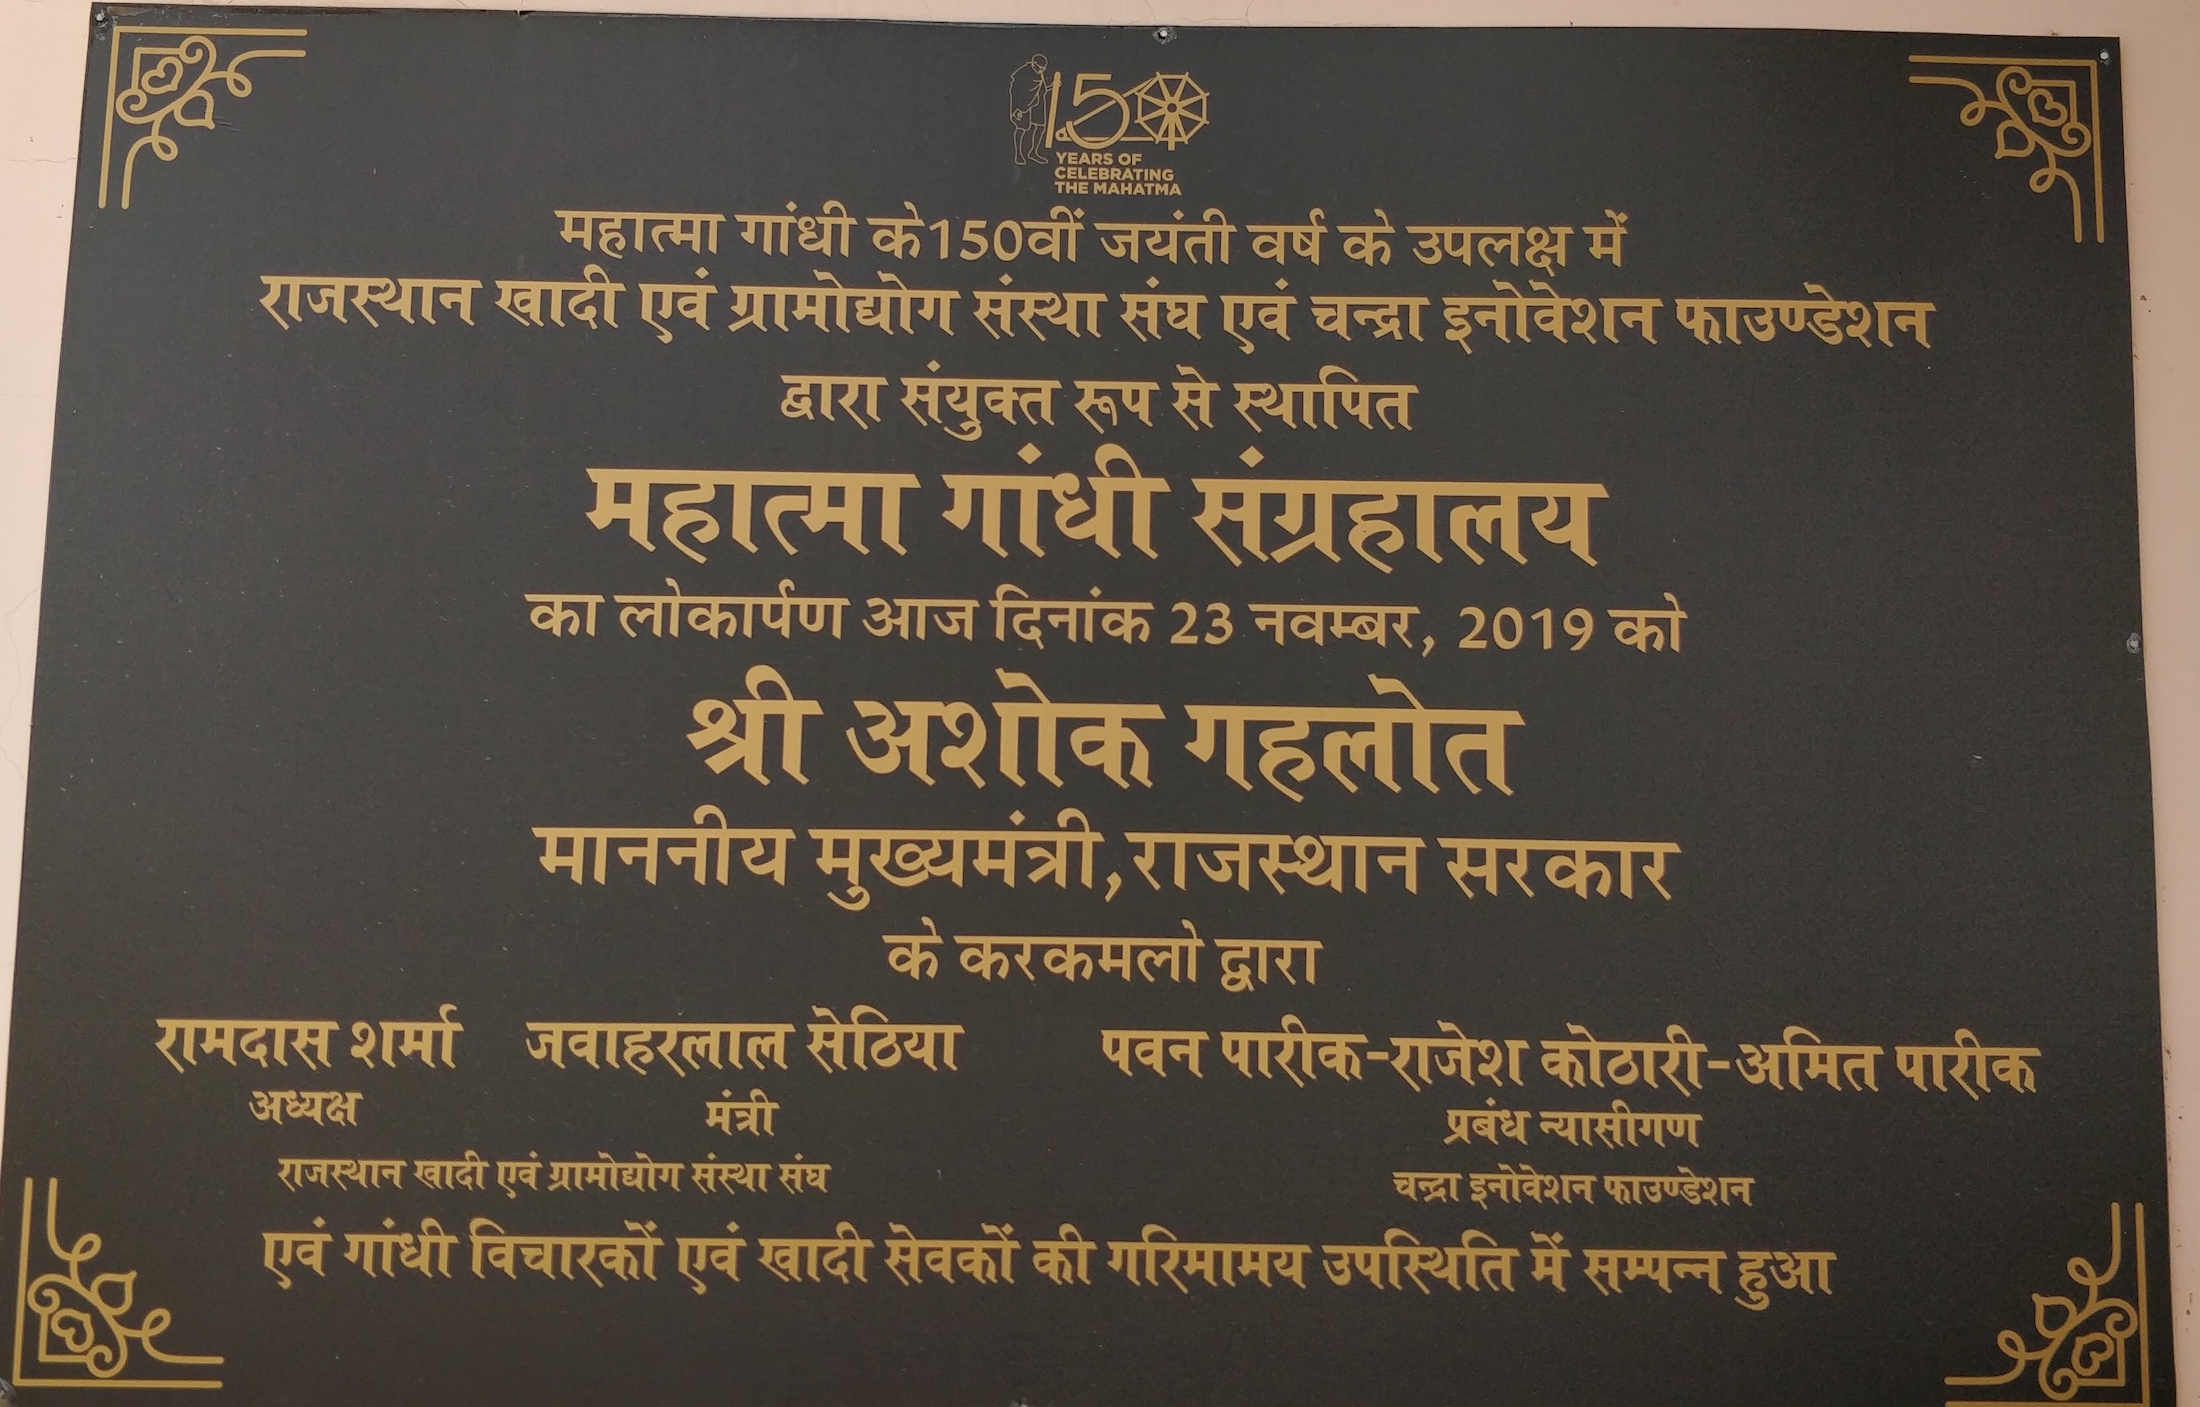 150
YEARS OF
CELEBRATING
THE MAHATMA
महात्मा गांधी के150वीं जयंती वर्ष के उपलक्ष में
राजस्थान खादी एवं ग्रामोद्योग संस्था संघ एवं चन्द्रा इनोवेशन फाउण्डेशन
द्वारा संयुक्त रूप से स्थापित
महात्मा गांधी संग्रहालय
का लोकार्पण आज दिनांक 23 नवम्बर, 2019 को
श्री अशोक गहलोत
माननीय मुख्यमंत्री,राजस्थान सरकार
के करकमलो द्वारा
रामदास शर्मा जवाहरलाल सेठिया पवन पारीक-राजेश कोठारी-अमित पारीक
अध्यक्ष मंत्री प्रबंध न्यासीगण
राजस्थान खादी एवं ग्रामोद्योग संस्था संघ चन्द्रा इनोवेशन फाउण्डेशन
एवं गांधी विचारकों एवं खादी सेवकों की गरिमामय उपस्थिति में सम्पन्न हुआ